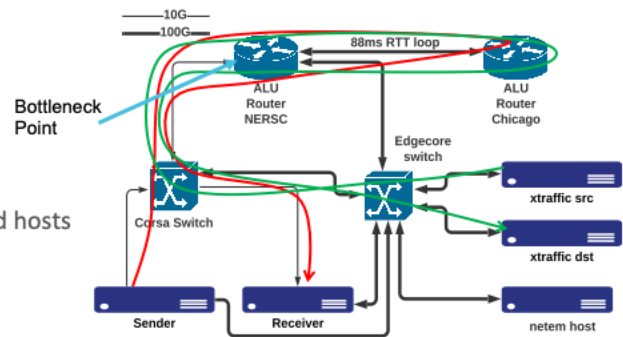 10G
100G
88ms RTT loop
ALU
Router
NERSC
ALU
Router
Chicago
Bottleneck
Point
Edgecore
switch
Corsa Switch
xtraffic src
d hosts
xtraffic dst
Sender
Receiver
netem host